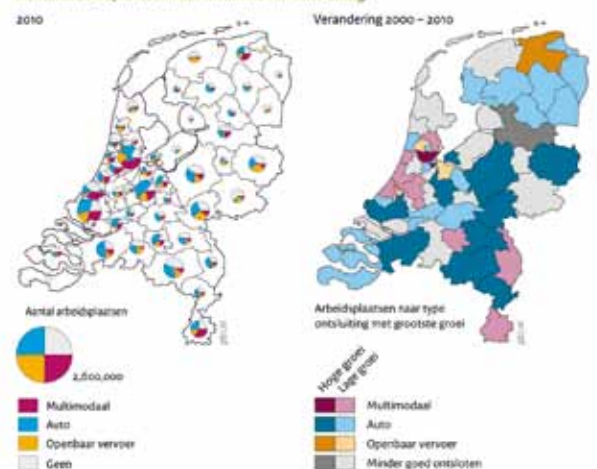 2010
Aantal arbeidsplaatsen
2,600,000
Multimodaal
Auto
Openbaar vervoer
Geen
Verandering 2000 – 2010
Arbeidsplaatsen naar type
ontsluiting met grootste groei
Hoge groei
Lage groei
Multimodaal
Auto
Openbaar vervoer
Minder goed ontsloten